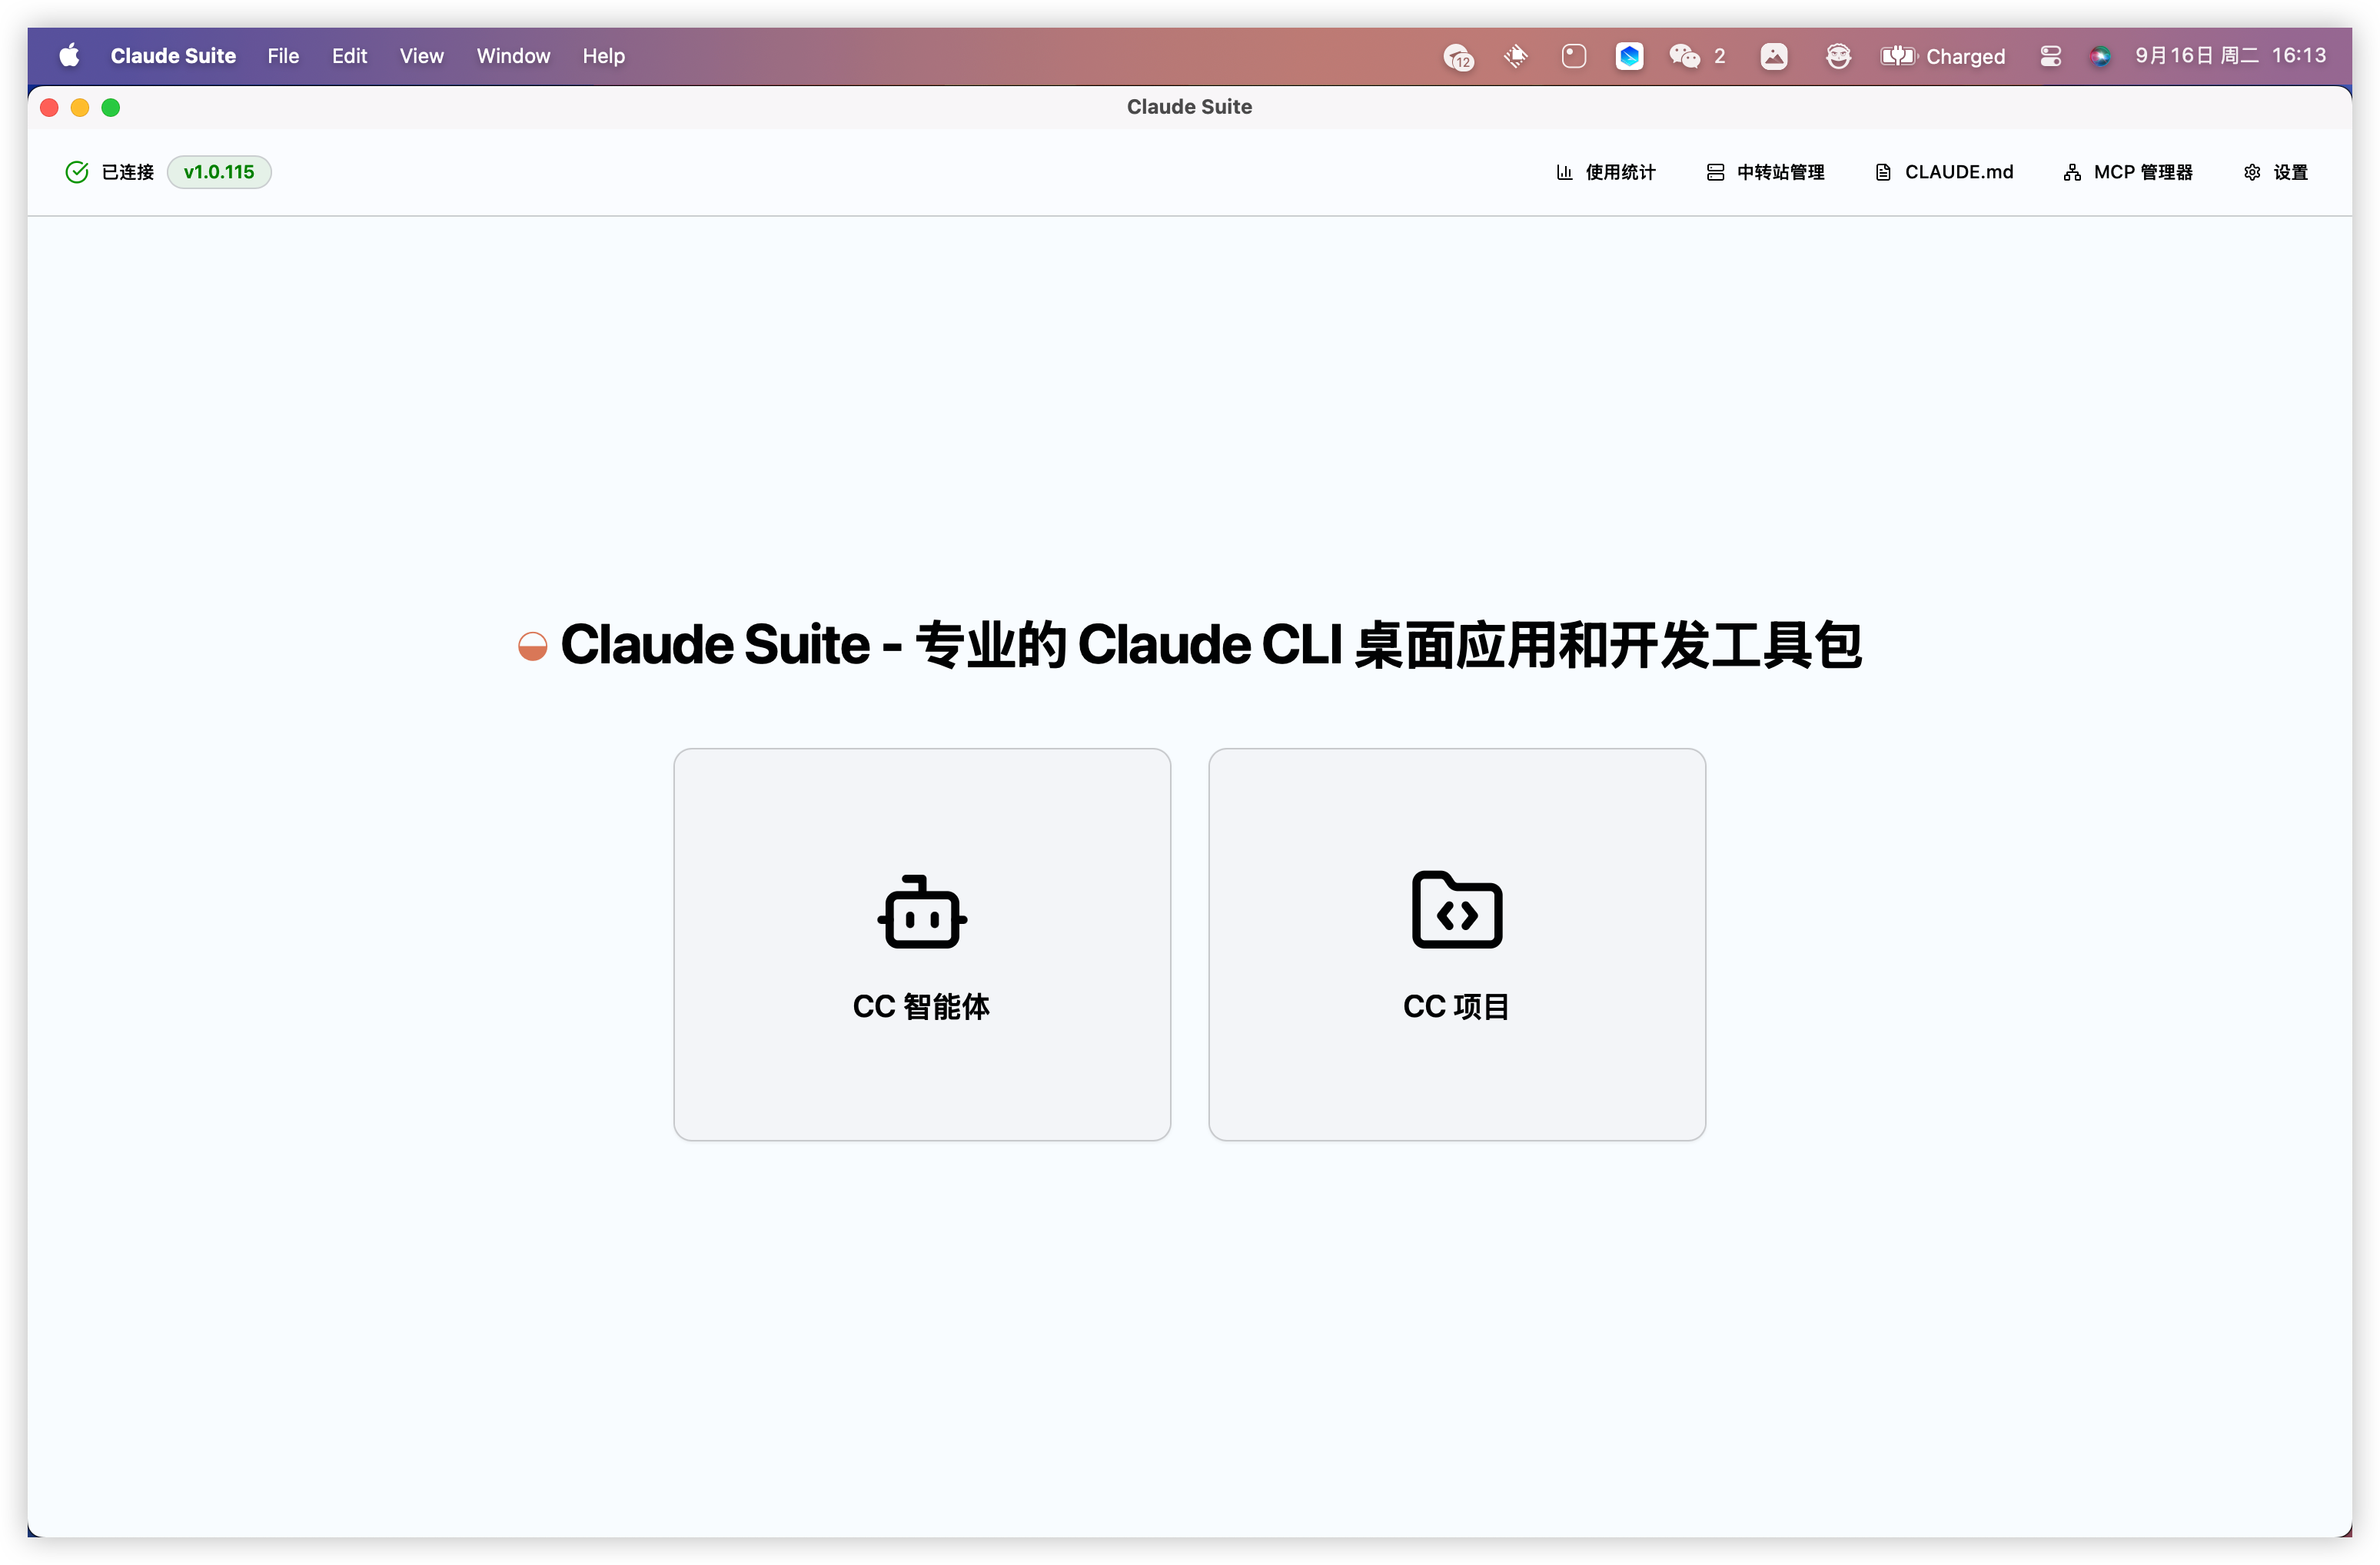 Claude Suite File Edit View Window Help 12 2 Charged 9月16日 周二 16:13
Claude Suite
已连接 v1.0.115 使用统计 中转站管理 CLAUDE.md MCP 管理器 设置
Claude Suite - 专业的 Claude CLI 桌面应用和开发工具包
CC 智能体 CC 项目